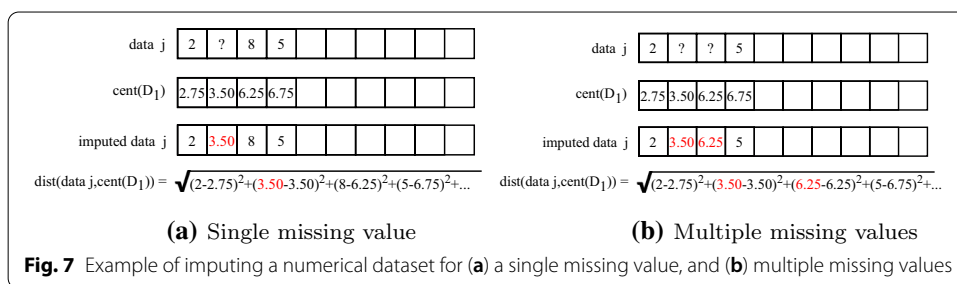 data j 2 ? 8 5
cent(D1) 2.75 3.50 6.25 6.75
imputed data j 2 3.50 8 5
dist(data j,cent(D1)) = √(2-2.75)²+(3.50-3.50)²+(8-6.25)²+(5-6.75)²+...
(a) Single missing value
data j 2 ? ? 5
cent(D1) 2.75 3.50 6.25 6.75
imputed data j 2 3.50 6.25 5
dist(data j,cent(D1)) = √(2-2.75)²+(3.50-3.50)²+(6.25-6.25)²+(5-6.75)²+...
(b) Multiple missing values
Fig. 7 Example of imputing a numerical dataset for (a) a single missing value, and (b) multiple missing values